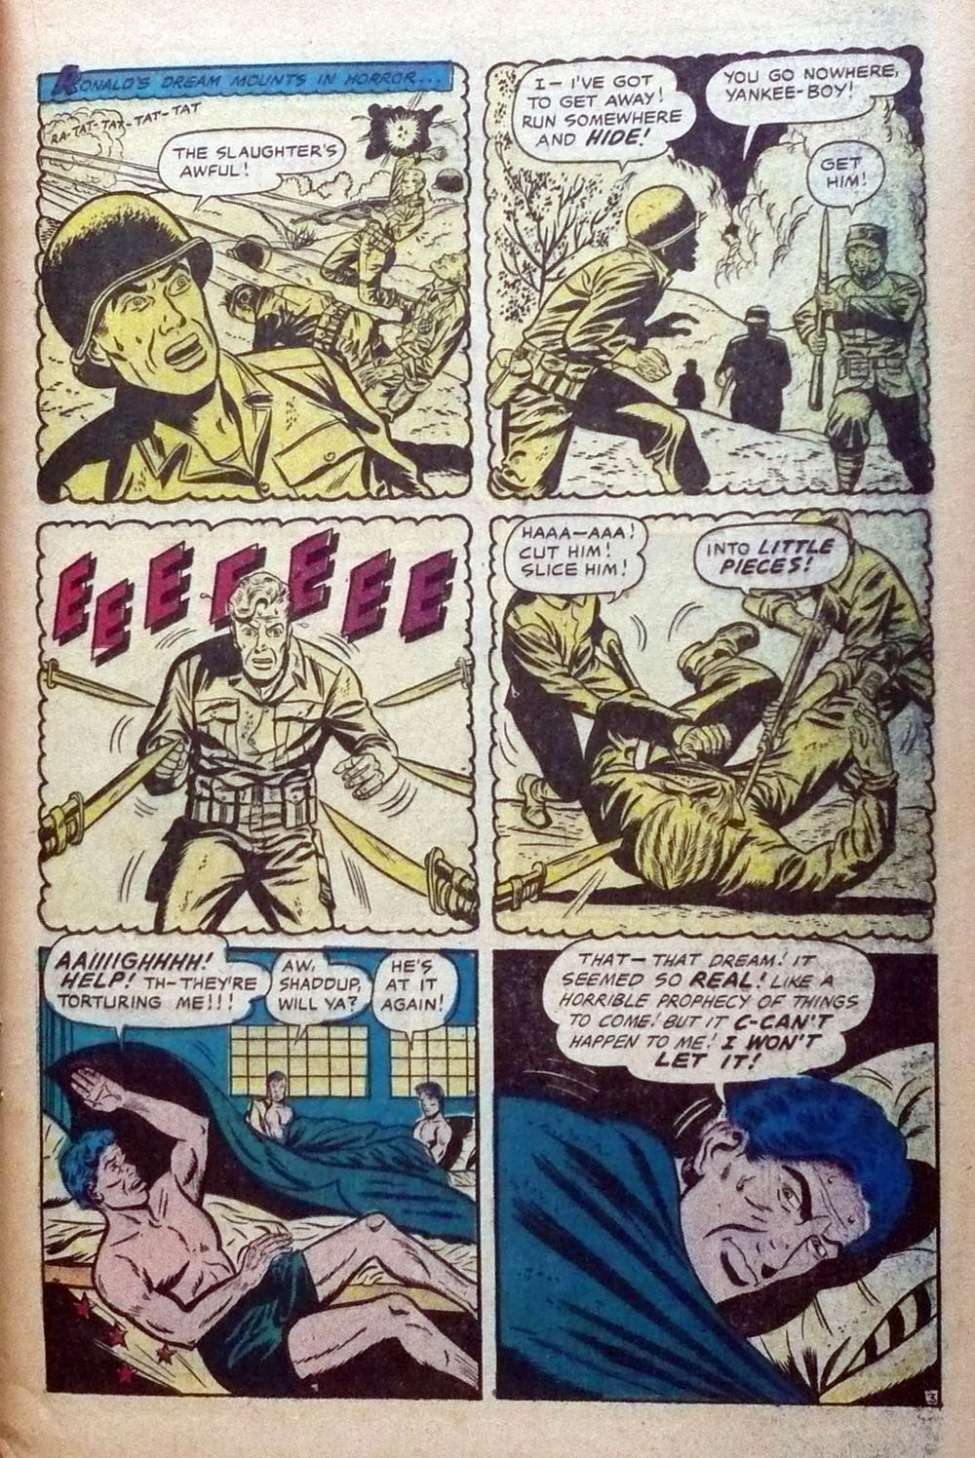 RONALD'S DREAM MOUNTS IN HORROR...
RA-TAT-TAT-TAT-TAT
THE SLAUGHTER'S
AWFUL!
I- I'VE GOT
TO GET AWAY!
RUN SOMEWHERE
AND HIDE!
YOU GO NOWHERE,
YANKEE-BOY!
GET
HIM!
EEEEEEEE
HAAA-AAA!
CUT HIM!
SLICE HIM!
INTO LITTLE
PIECES!
AAIIIIGHHHH!
HELP! TH-THEY'RE
TORTURING ME!!!
AW,
SHADDUP,
WILL YA?
HE'S
AT IT
AGAIN!
THAT- THAT DREAM! IT
SEEMED SO REAL! LIKE A
HORRIBLE PROPHECY OF THINGS
TO COME! BUT IT C-CAN'T
HAPPEN TO ME! I WON'T
LET IT!
3